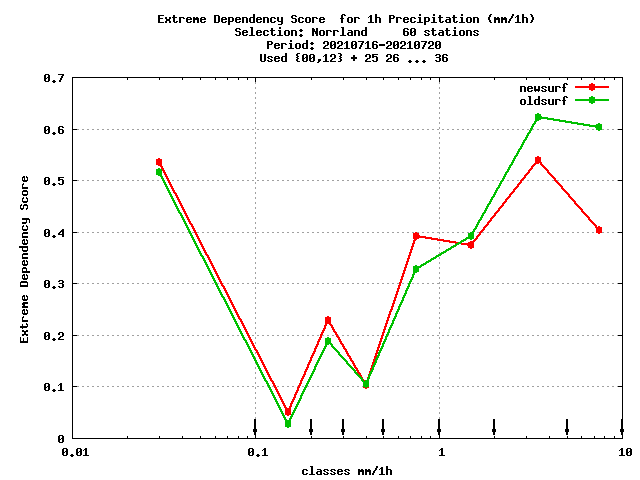 Extreme Dependency Score  for 1h Precipitation (mm/1h)
Selection: Norrland     60 stations
Period: 20210716-20210720
Used {00,12} + 25 26 ... 36
newsurf
oldsurf
Extreme Dependency Score
0.7
0.6
0.5
0.4
0.3
0.2
0.1
0
0.01 0.1 1 10
classes mm/1h